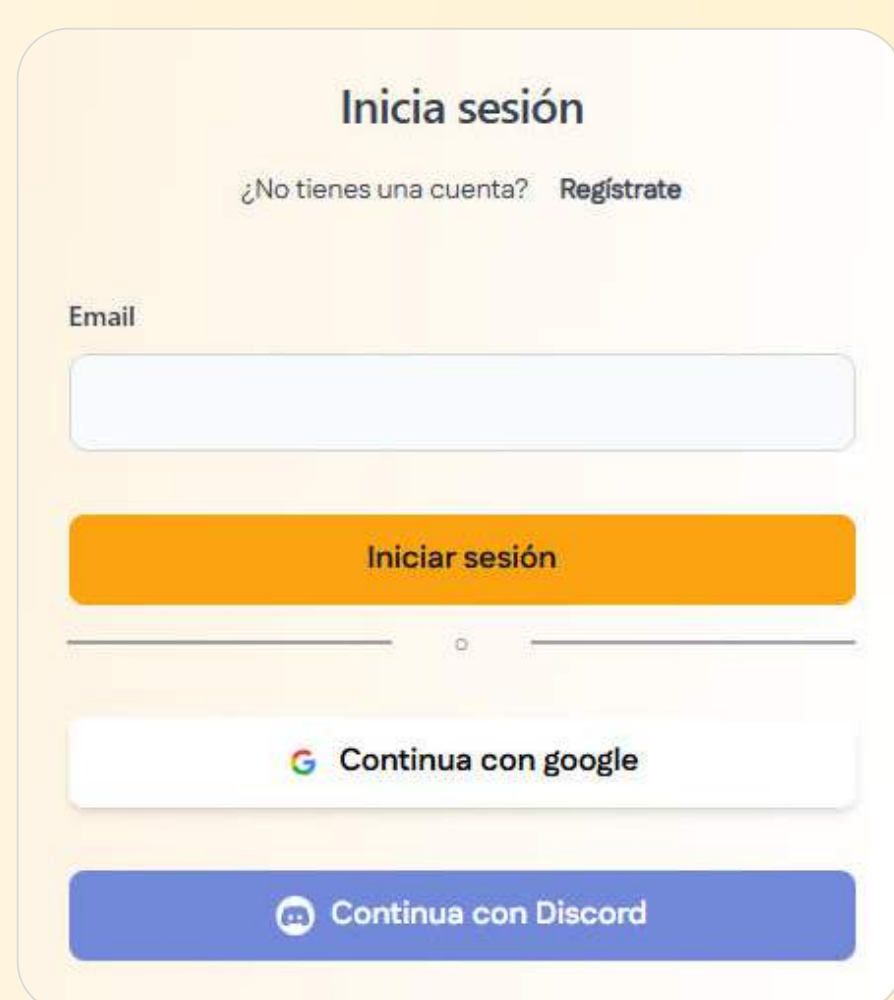 Inicia sesión
¿No tienes una cuenta? Regístrate
Email
Iniciar sesión
o
Continua con google
Continua con Discord